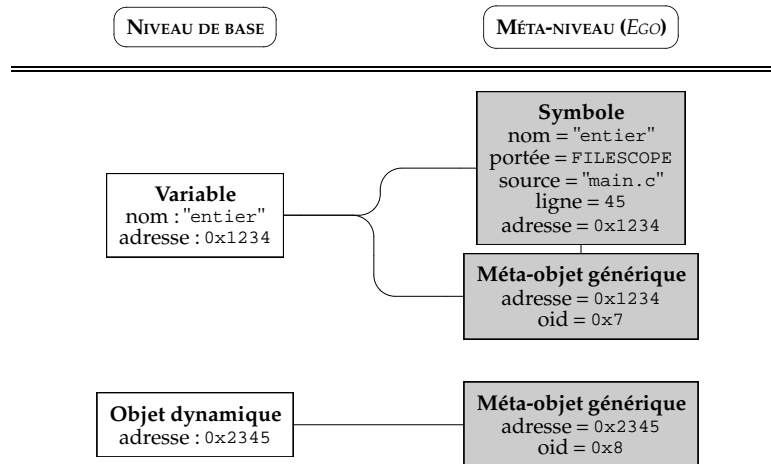 NIVEAU DE BASE
MÉTA-NIVEAU (EGO)
Variable
nom : "entier"
adresse : 0x1234
Symbole
nom = "entier"
portée = FILESCOPE
source = "main.c"
ligne = 45
adresse = 0x1234
Méta-objet générique
adresse = 0x1234
oid = 0x7
Objet dynamique
adresse : 0x2345
Méta-objet générique
adresse = 0x2345
oid = 0x8